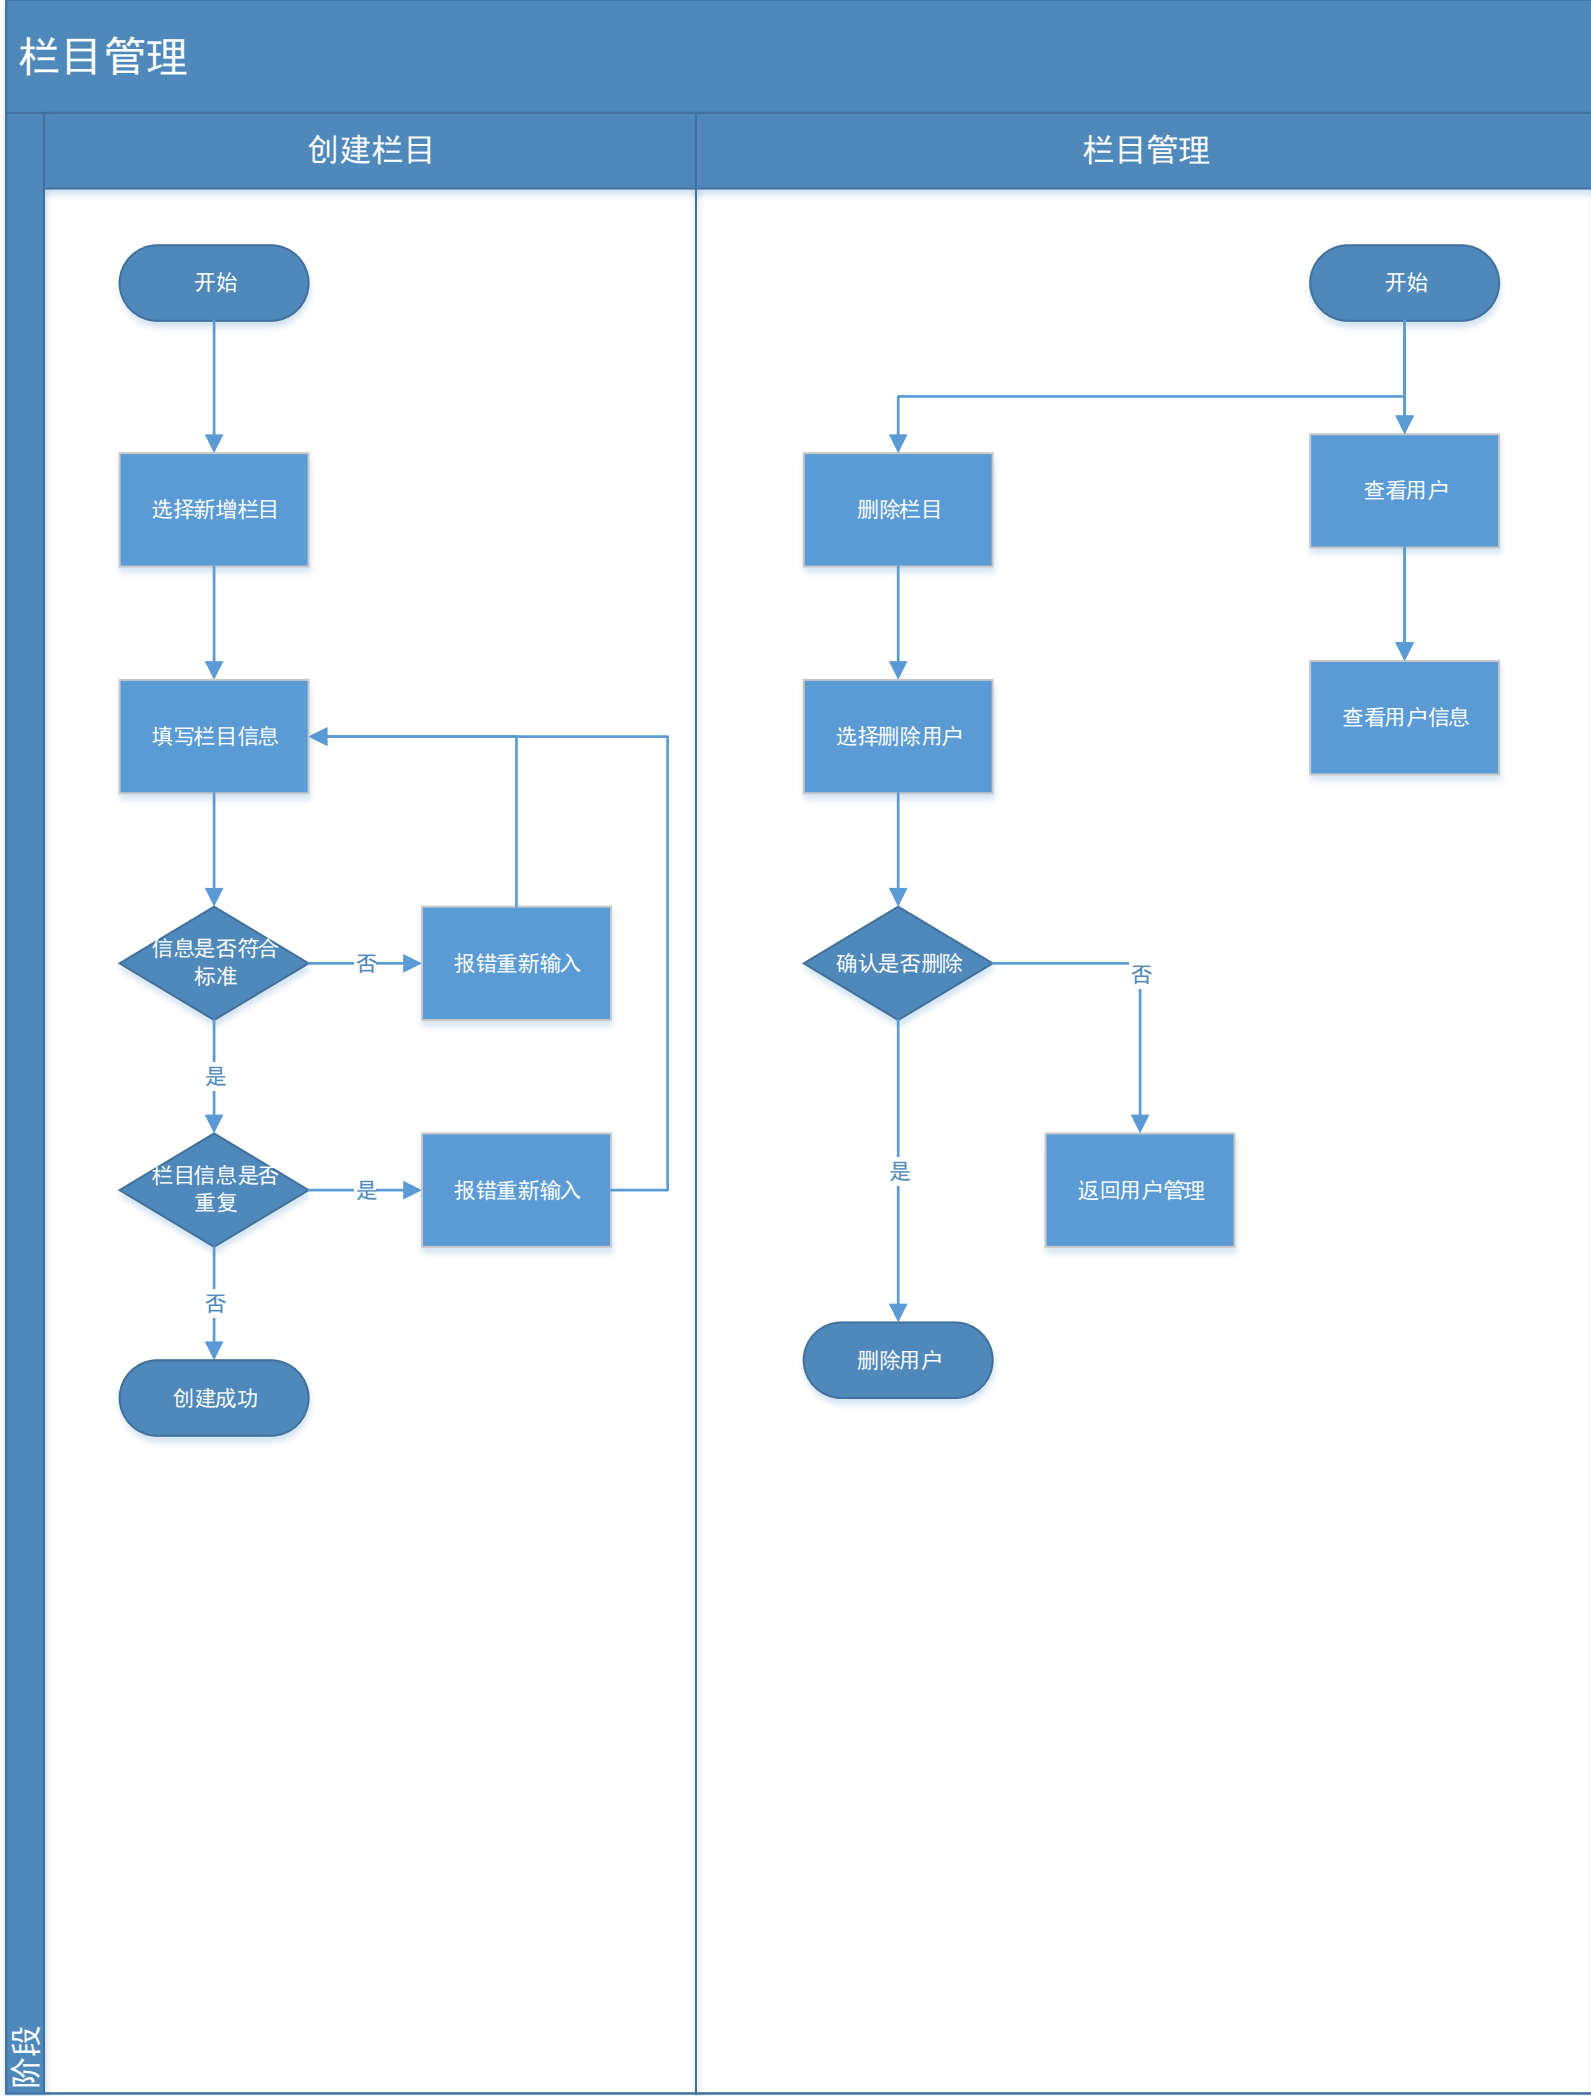 栏目管理
创建栏目
栏目管理
开始
选择新增栏目
填写栏目信息
信息是否符合
标准
否
报错重新输入
是
栏目信息是否
重复
是
报错重新输入
否
创建成功
开始
删除栏目
查看用户
选择删除用户
查看用户信息
确认是否删除
否
是
返回用户管理
删除用户
阶段